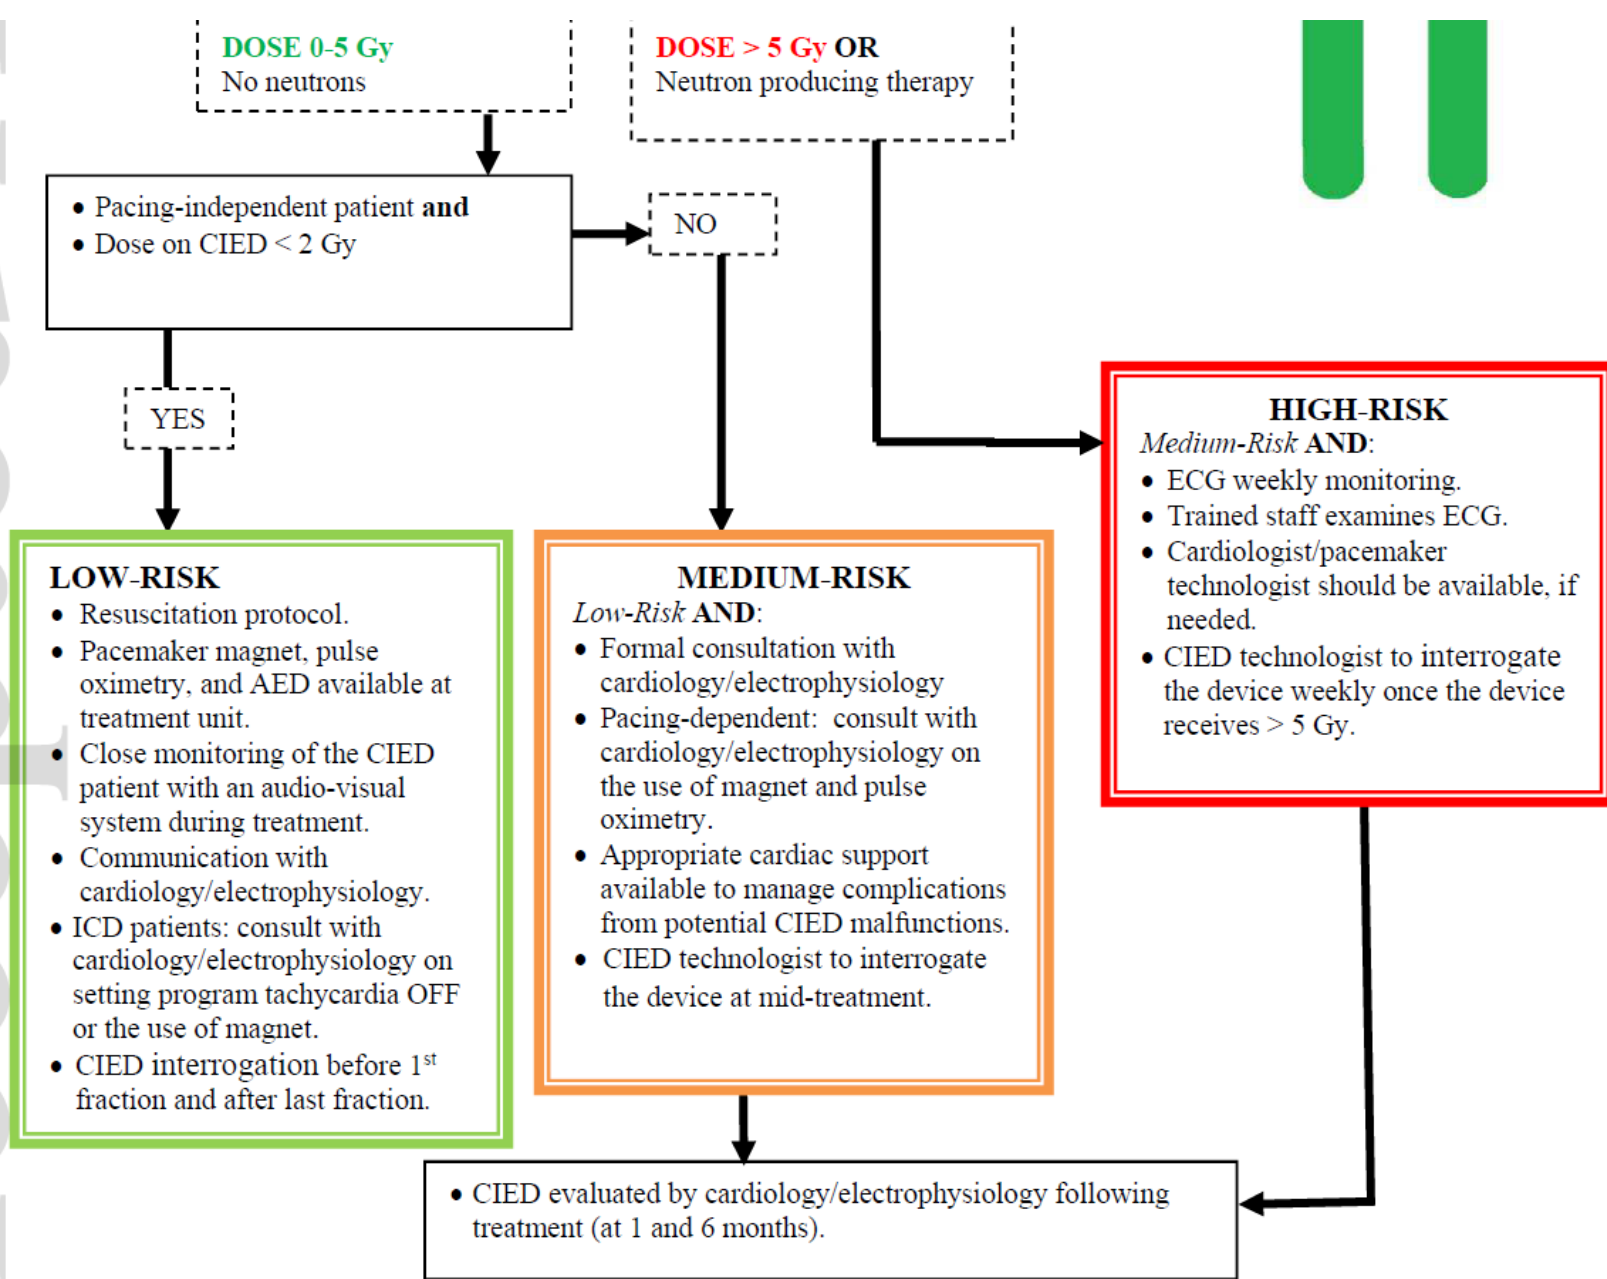 DOSE 0-5 Gy
No neutrons
DOSE > 5 Gy OR
Neutron producing therapy
• Pacing-independent patient and
• Dose on CIED < 2 Gy
NO
YES
LOW-RISK
• Resuscitation protocol.
• Pacemaker magnet, pulse
oximetry, and AED available at
treatment unit.
• Close monitoring of the CIED
patient with an audio-visual
system during treatment.
• Communication with
cardiology/electrophysiology.
• ICD patients: consult with
cardiology/electrophysiology on
setting program tachycardia OFF
or the use of magnet.
• CIED interrogation before 1st
fraction and after last fraction.
MEDIUM-RISK
Low-Risk AND:
• Formal consultation with
cardiology/electrophysiology
• Pacing-dependent: consult with
cardiology/electrophysiology on
the use of magnet and pulse
oximetry.
• Appropriate cardiac support
available to manage complications
from potential CIED malfunctions.
• CIED technologist to interrogate
the device at mid-treatment.
HIGH-RISK
Medium-Risk AND:
• ECG weekly monitoring.
• Trained staff examines ECG.
• Cardiologist/pacemaker
technologist should be available, if
needed.
• CIED technologist to interrogate
the device weekly once the device
receives > 5 Gy.
• CIED evaluated by cardiology/electrophysiology following
treatment (at 1 and 6 months).